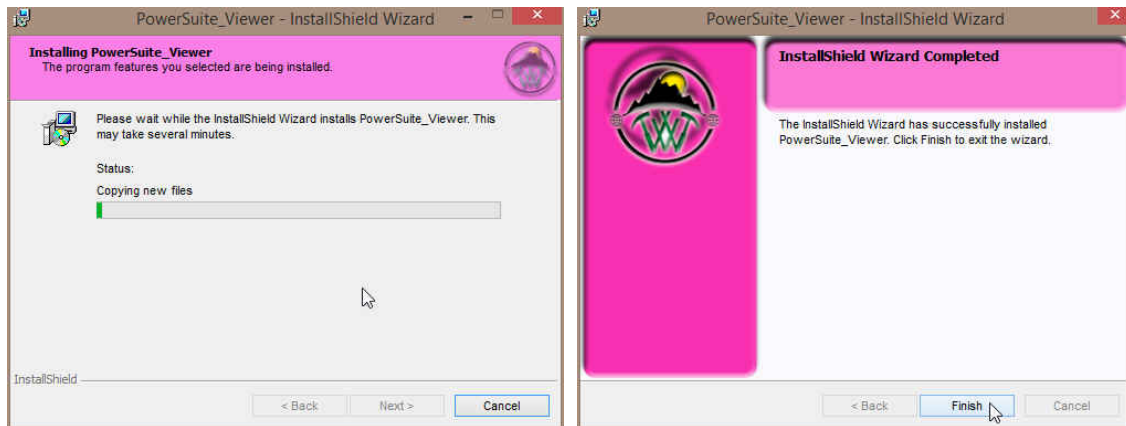 PowerSuite_Viewer - InstallShield Wizard
Installing PowerSuite_Viewer
The program features you selected are being installed.
Please wait while the InstallShield Wizard installs PowerSuite_Viewer. This
may take several minutes.
Status:
Copying new files
InstallShield
< Back
Next >
Cancel
PowerSuite_Viewer - InstallShield Wizard
InstallShield Wizard Completed
TWT
The InstallShield Wizard has successfully installed
PowerSuite_Viewer. Click Finish to exit the wizard.
< Back
Finish
Cancel